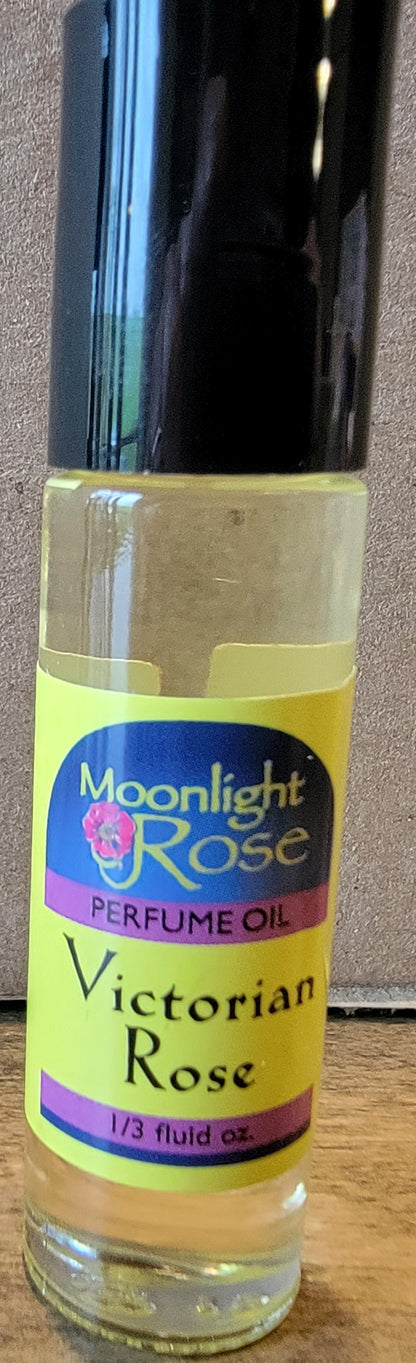 Moonlight
Rose
PERFUME OIL
Victorian
Rose
1/3 fluid oz.